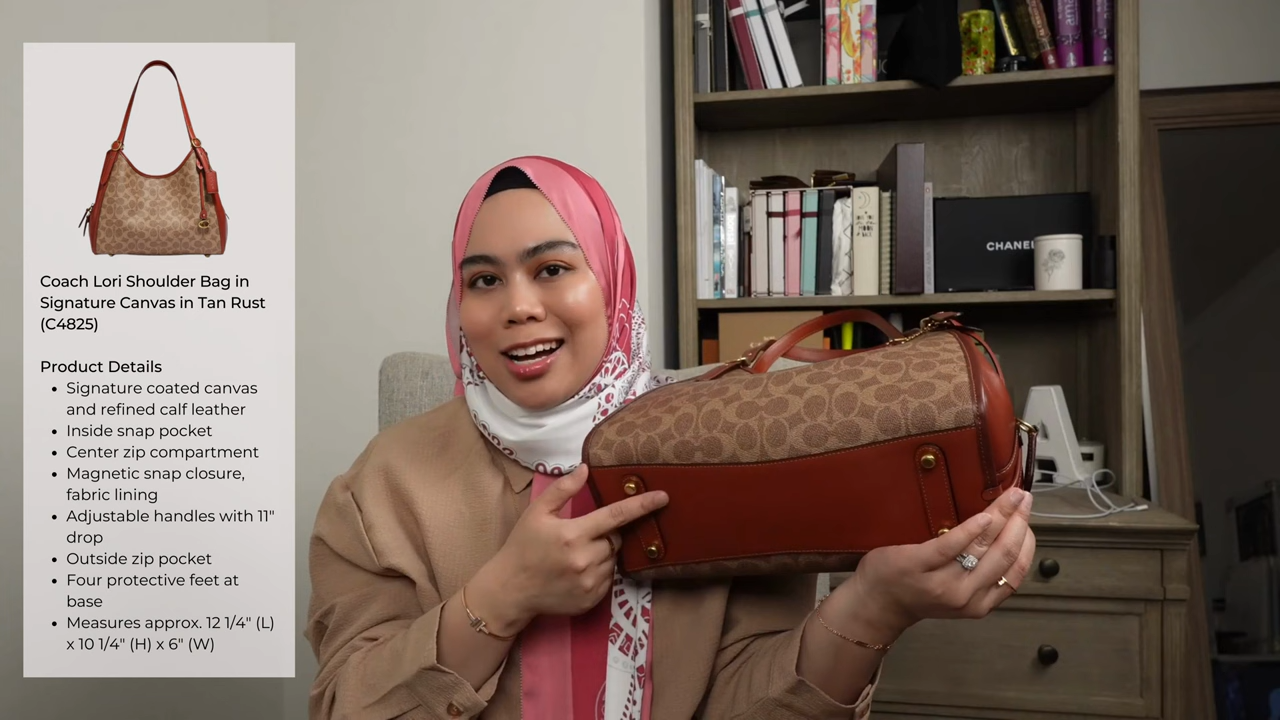 Coach Lori Shoulder Bag in
Signature Canvas in Tan Rust
(C4825)
Product Details
• Signature coated canvas
and refined calf leather
• Inside snap pocket
• Center zip compartment
• Magnetic snap closure,
fabric lining
• Adjustable handles with 11"
drop
• Outside zip pocket
• Four protective feet at
base
• Measures approx. 12 1/4" (L)
x 10 1/4" (H) x 6" (W)
CHANEL
A